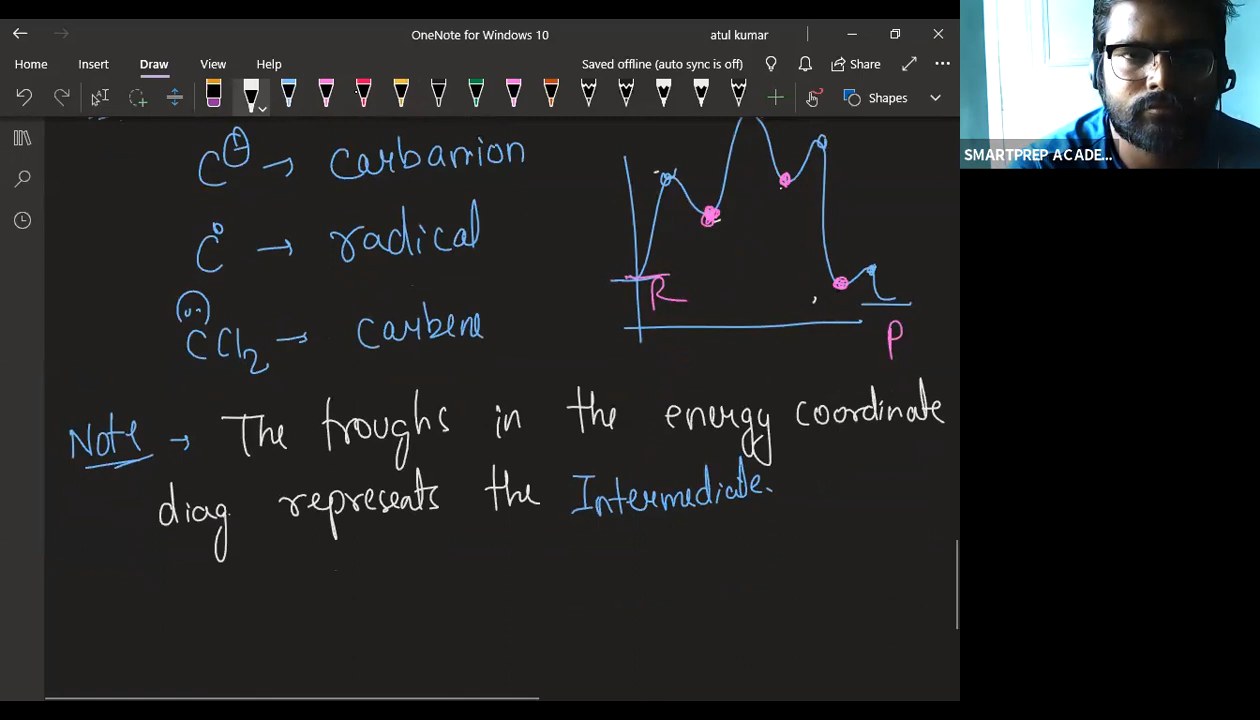 OneNote for Windows 10
atul kumar
Home Insert Draw View Help
Saved offline (auto sync is off)
Share
Shapes
SMARTPREP ACADE...
C⊖ → carbanion
C• → radical
:CCl2 → carbene
R
P
Note → The troughs in the energy coordinate
diag represents the Intermediate.